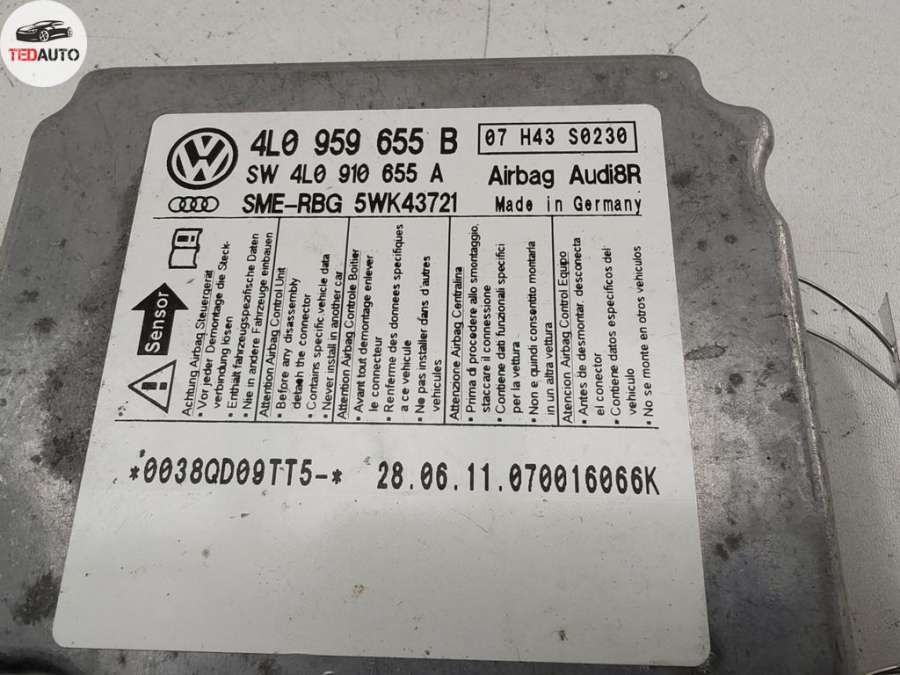 TEDAUTO
4L0 959 655 B
07 H43 S0230
SW 4L0 910 655 A
Airbag Audi8R
SME-RBG 5WK43721
Made in Germany
Sensor
Achtung Airbag Steuergerät
• Vor jeder Demontage die Steck-
verbindung lösen
• Enthält fahrzeugspezifische Daten
• Nie in andere Fahrzeuge einbauen
Attention Airbag Control Unit
• Before any disassembly
detach the connector
• Contains specific vehicle data
• Never install in another car
Attention Airbag Controle Boitier
• Avant tout demontage enlever
le connecteur
• Renferme des donnees specifiques
a ce vehicule
• Ne pas installer dans d'autres
vehicules
Attenzione Airbag Centralina
• Prima di procedere allo smontaggio,
staccare il connessione
• Contiene dati funzionali specifici
per la vettura
• Non e quindi consentito montarla
in un altra vettura
Atencion Airbag Control Equipo
• Antes de desmontar, desconecta
el conector
• Contiene datos especificos del
vehiculo
• No se monte en otros vehiculos
*0038QD09TT5-*
28.06.11.070016066K